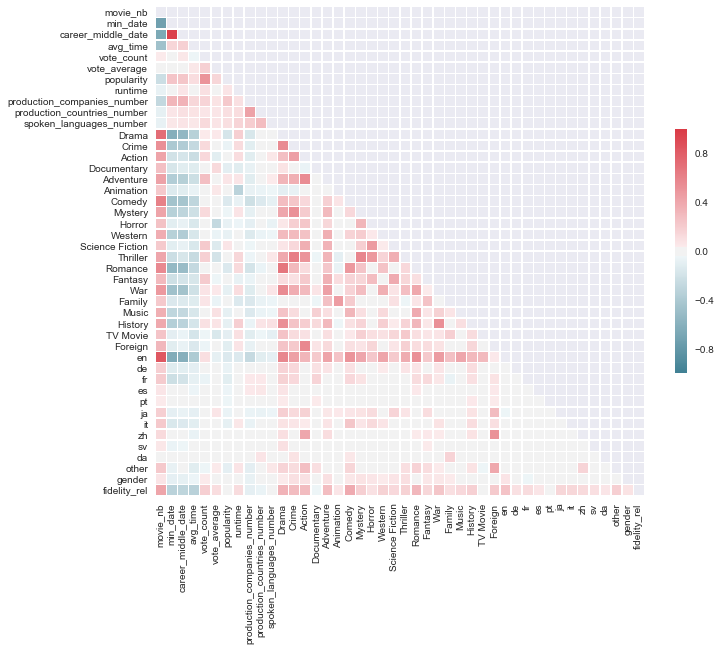 movie_nb
min_date
career_middle_date
avg_time
vote_count
vote_average
popularity
runtime
production_companies_number
production_countries_number
spoken_languages_number
Drama
Crime
Action
Documentary
Adventure
Animation
Comedy
Mystery
Horror
Western
Science Fiction
Thriller
Romance
Fantasy
War
Family
Music
History
TV Movie
Foreign
en
de
fr
es
pt
ja
it
zh
sv
da
other
gender
fidelity_rel
0.8
0.4
0.0
−0.4
−0.8
movie_nb
min_date
career_middle_date
avg_time
vote_count
vote_average
popularity
runtime
production_companies_number
production_countries_number
spoken_languages_number
Drama
Crime
Action
Documentary
Adventure
Animation
Comedy
Mystery
Horror
Western
Science Fiction
Thriller
Romance
Fantasy
War
Family
Music
History
TV Movie
Foreign
en
de
fr
es
pt
ja
it
zh
sv
da
other
gender
fidelity_rel